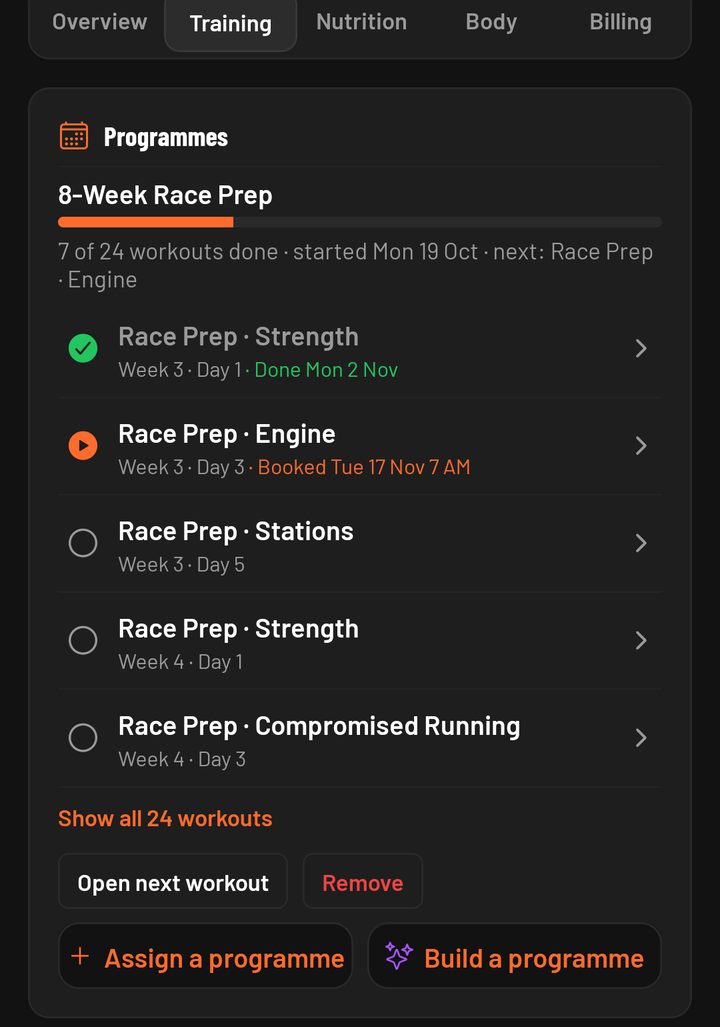 Overview Training Nutrition Body Billing
Programmes
8-Week Race Prep
7 of 24 workouts done · started Mon 19 Oct · next: Race Prep
· Engine
Race Prep · Strength
Week 3 · Day 1 · Done Mon 2 Nov
Race Prep · Engine
Week 3 · Day 3 · Booked Tue 17 Nov 7 AM
Race Prep · Stations
Week 3 · Day 5
Race Prep · Strength
Week 4 · Day 1
Race Prep · Compromised Running
Week 4 · Day 3
Show all 24 workouts
Open next workout Remove
+ Assign a programme Build a programme